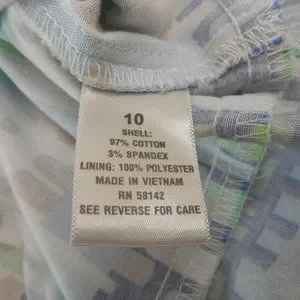 10
SHELL:
97% COTTON
3% SPANDEX
LINING: 100% POLYESTER
MADE IN VIETNAM
RN 58142
SEE REVERSE FOR CARE